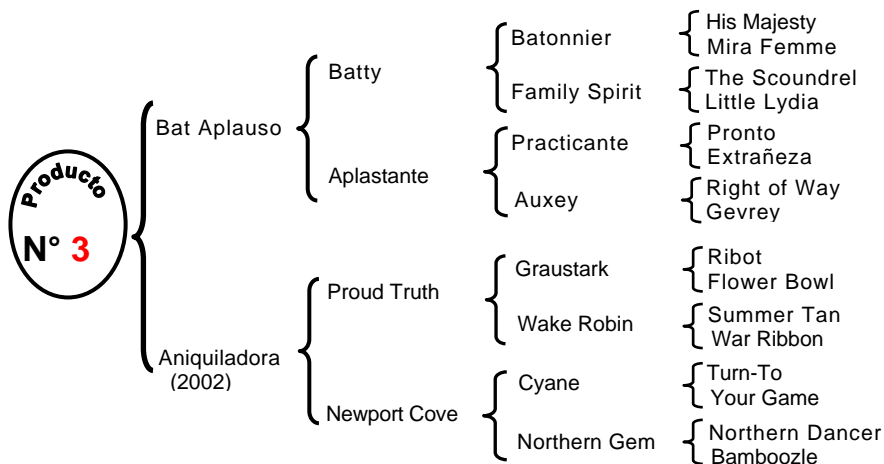 Producto
N° 3
Bat Aplauso
Aniquiladora
(2002)
Batty
Aplastante
Proud Truth
Newport Cove
Batonnier
Family Spirit
Practicante
Auxey
Graustark
Wake Robin
Cyane
Northern Gem
His Majesty
Mira Femme
The Scoundrel
Little Lydia
Pronto
Extrañeza
Right of Way
Gevrey
Ribot
Flower Bowl
Summer Tan
War Ribbon
Turn-To
Your Game
Northern Dancer
Bamboozle